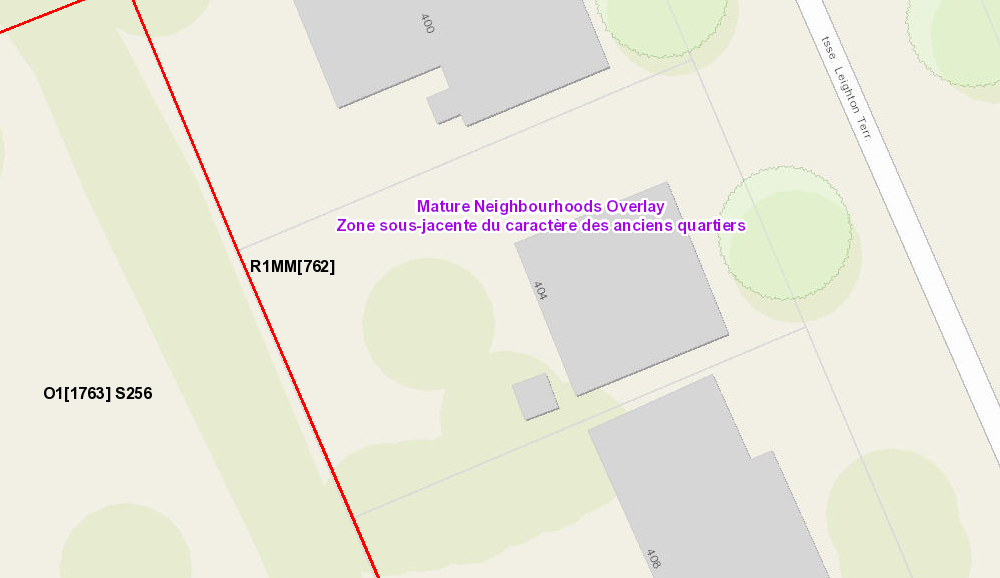 400
tsse. Leighton Terr.
Mature Neighbourhoods Overlay
Zone sous-jacente du caractère des anciens quartiers
R1MM[762]
404
O1[1763] S256
408